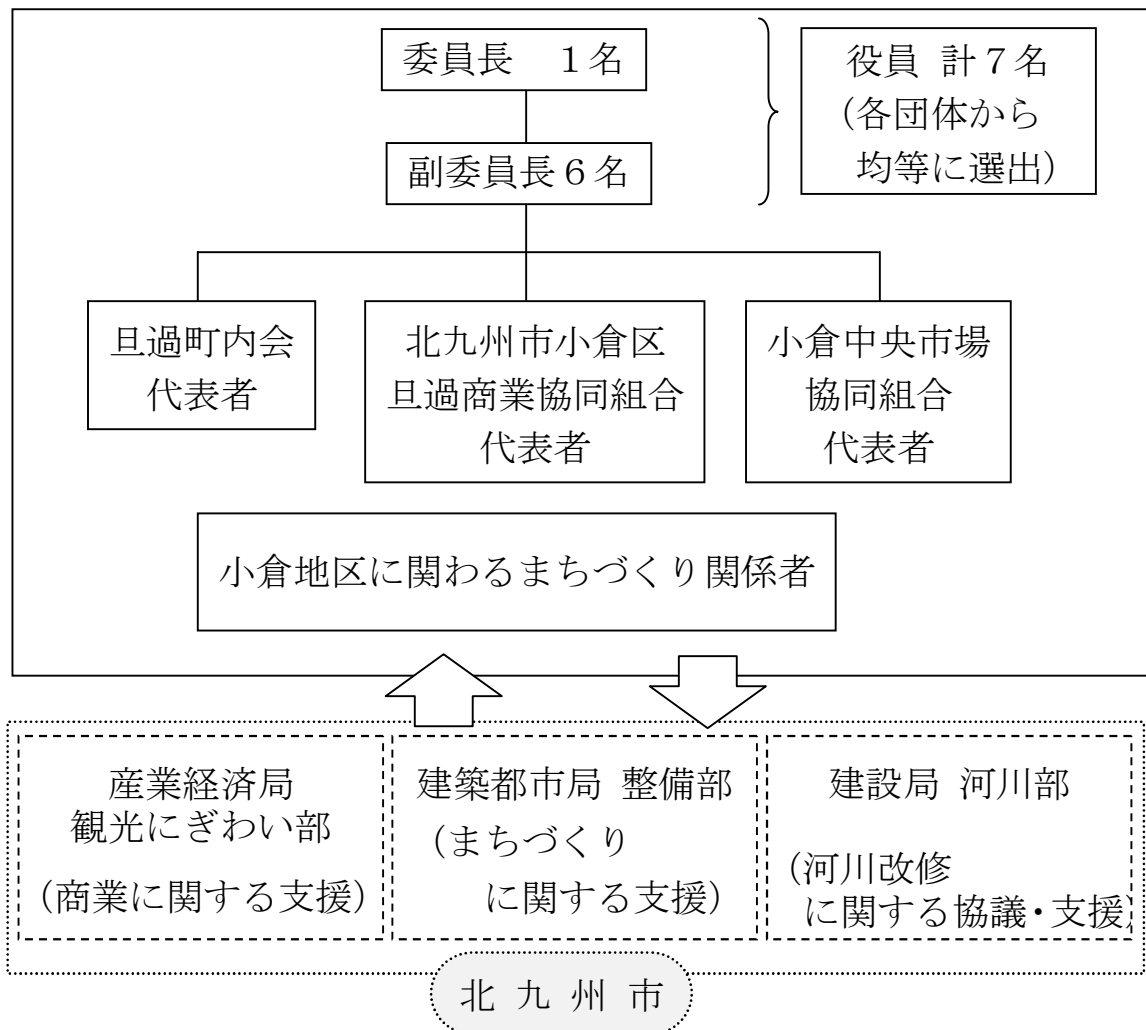 委員長　１名
役員 計７名
(各団体から
均等に選出)
副委員長６名
旦過町内会
代表者
北九州市小倉区
旦過商業協同組合
代表者
小倉中央市場
協同組合
代表者
小倉地区に関わるまちづくり関係者
産業経済局
観光にぎわい部
(商業に関する支援)
建築都市局 整備部
(まちづくり
に関する支援)
建設局 河川部
(河川改修
に関する協議・支援)
北 九 州 市